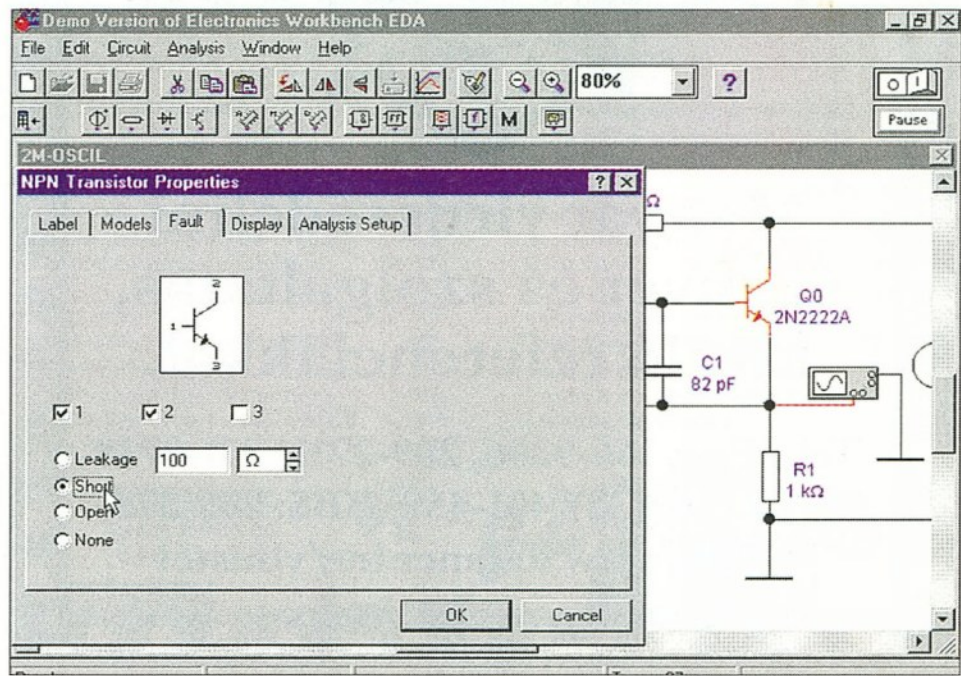 Demo Version of Electronics Workbench EDA
File Edit Circuit Analysis Window Help
80%
?
Pause
M
2M-OSCIL
NPN Transistor Properties
Label Models Fault Display Analysis Setup
2
1
3
1 2 3
Leakage 100 Ω
Short
Open
None
OK Cancel
Ω
Q0
2N2222A
C1
82 pF
R1
1 kΩ